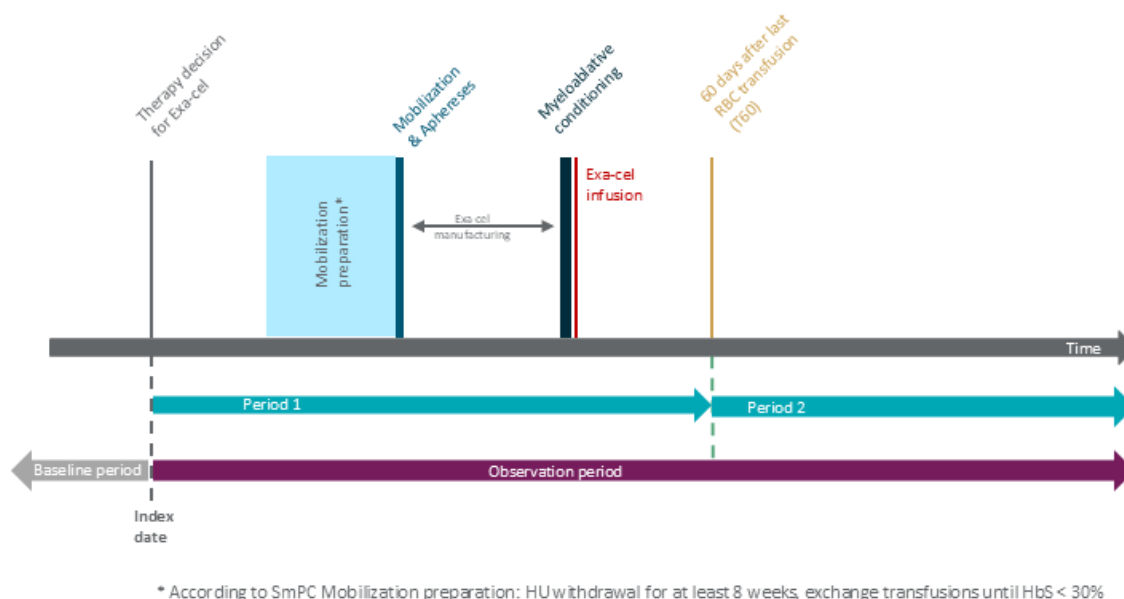 Therapy decision
for Exa-cel
Mobilization
& Aphereses
Myeloablative
conditioning
60 days after last
RBC transfusion
(T60)
Exa-cel
infusion
Mobilization
preparation*
Exa-cel
manufacturing
Time
Period 1
Period 2
Baseline period
Observation period
Index
date
* According to SmPC Mobilization preparation: HU withdrawal for at least 8 weeks, exchange transfusions until HbS < 30%